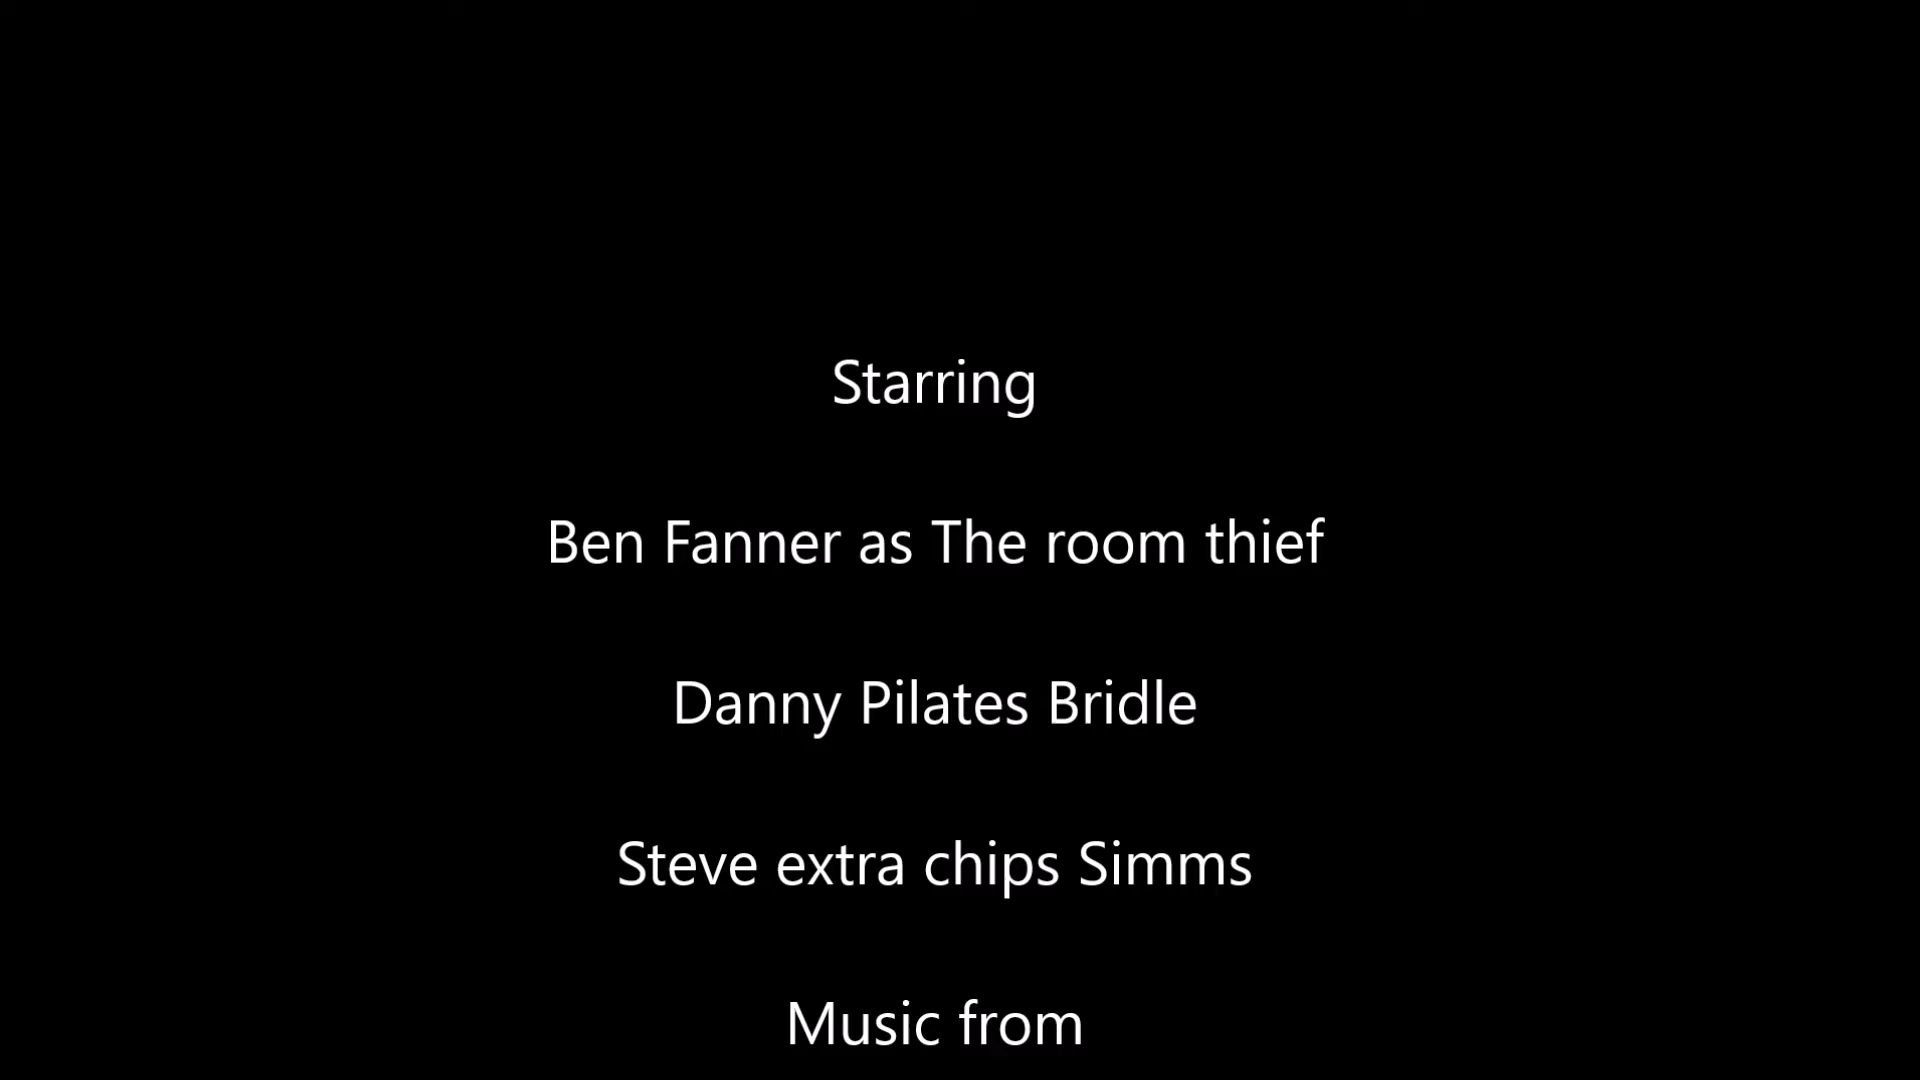 Starring
Ben Fanner as The room thief
Danny Pilates Bridle
Steve extra chips Simms
Music from